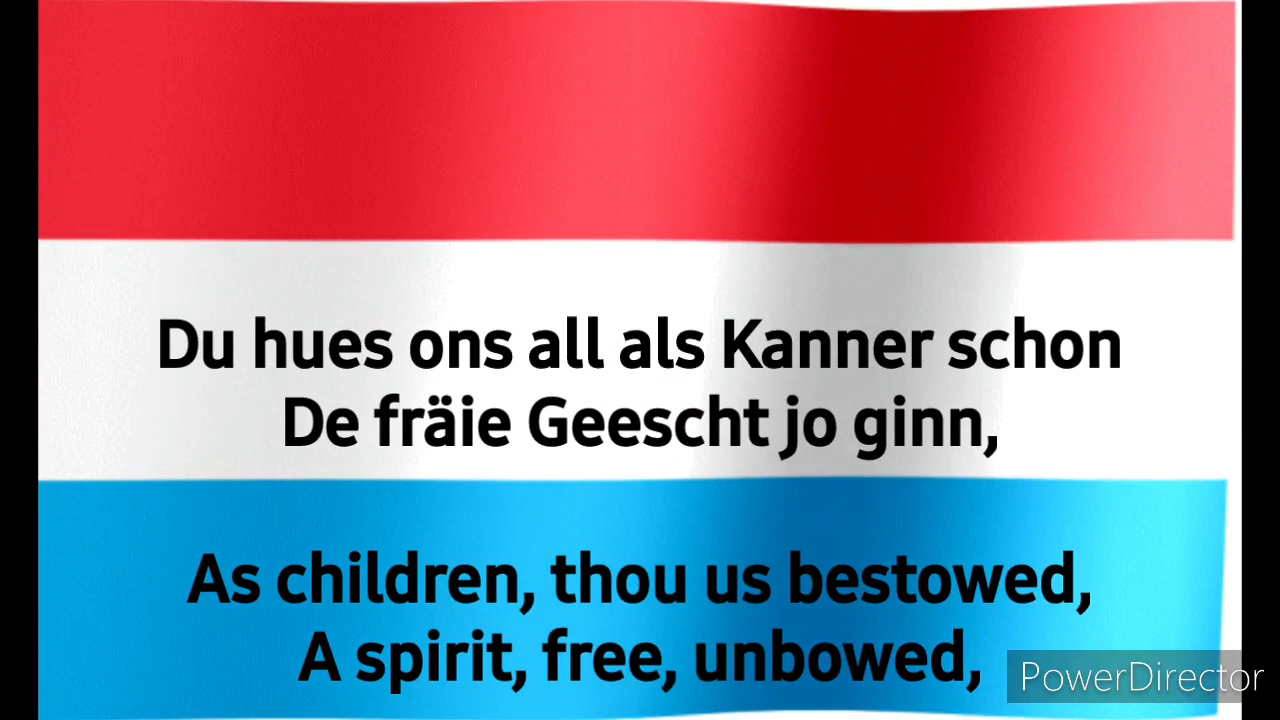 Du hues ons all als Kanner schon
De fräie Geescht jo ginn,
As children, thou us bestowed,
A spirit, free, unbowed,
PowerDirector